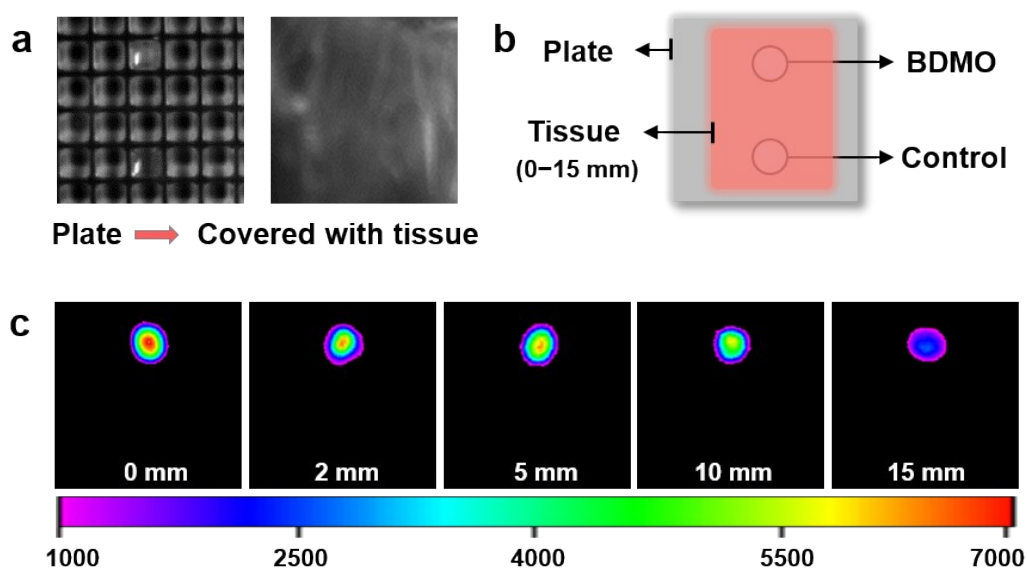 a
Plate
Covered with tissue
b
Plate
BDMO
Tissue
(0−15 mm)
Control
c
0 mm
2 mm
5 mm
10 mm
15 mm
1000
2500
4000
5500
7000